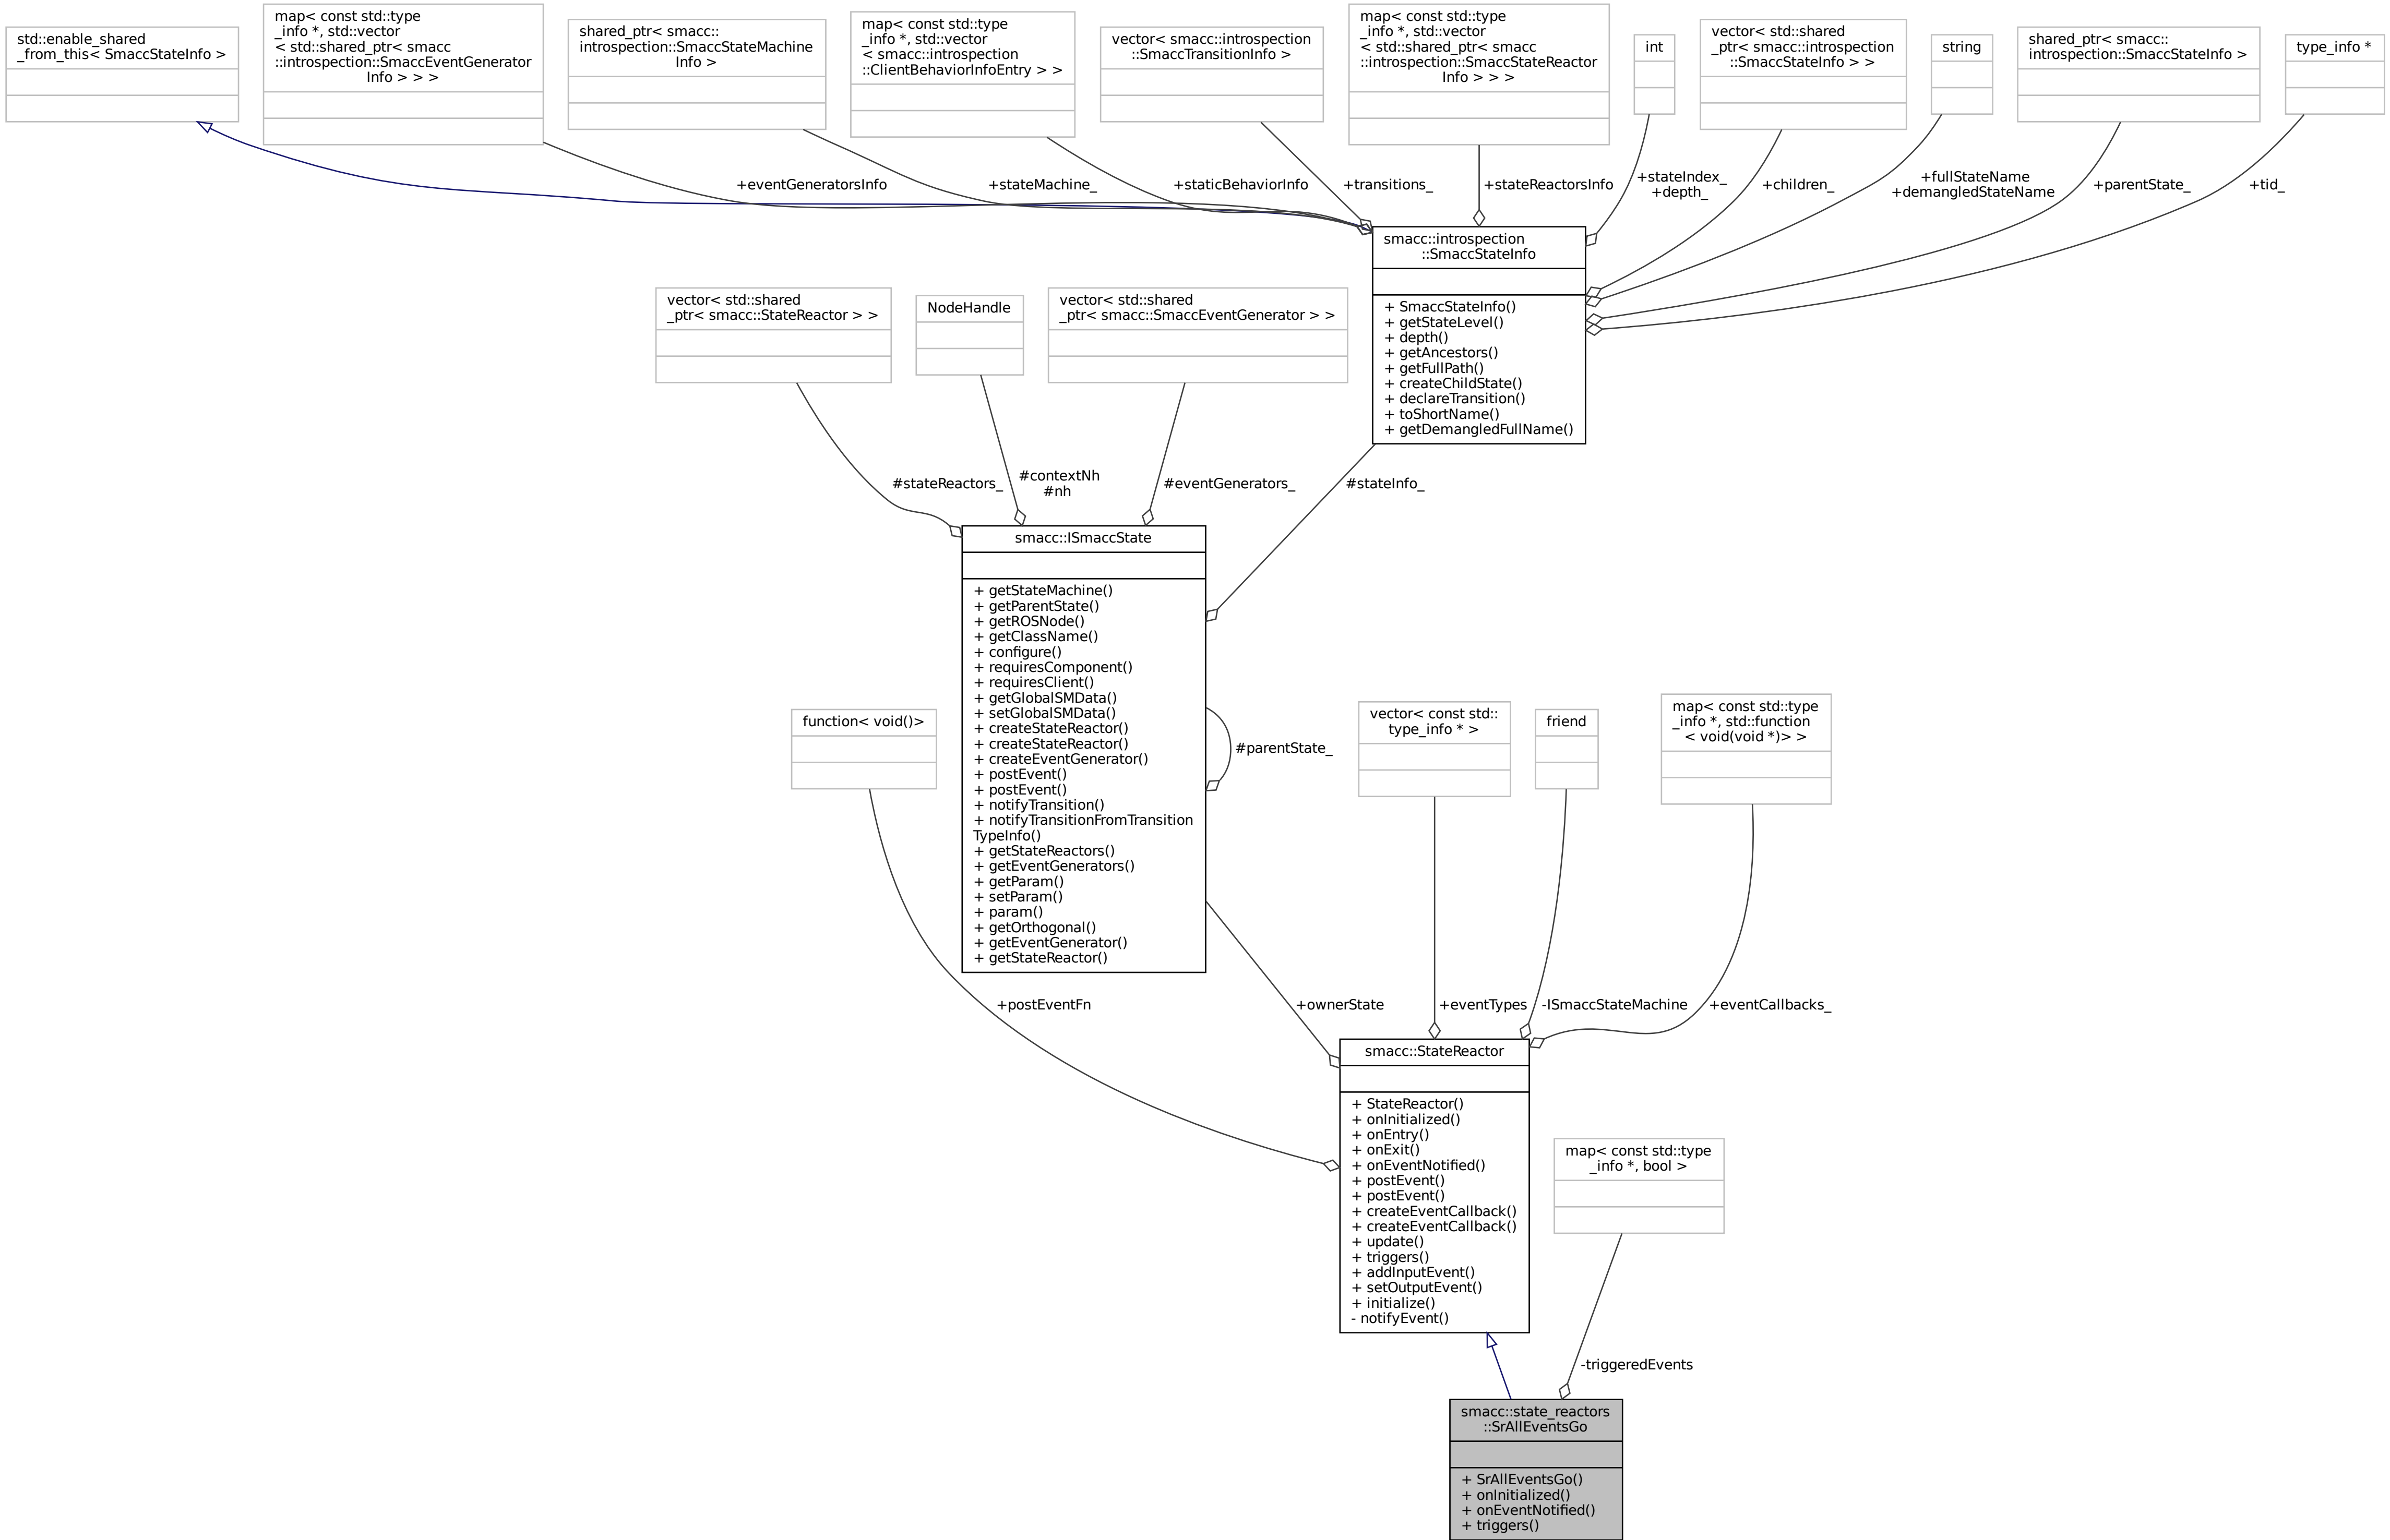 std::enable_shared
_from_this< SmaccStateInfo >
map< const std::type
_info *, std::vector
< std::shared_ptr< smacc
::introspection::SmaccEventGenerator
Info > > >
shared_ptr< smacc::
introspection::SmaccStateMachine
Info >
map< const std::type
_info *, std::vector
< smacc::introspection
::ClientBehaviorInfoEntry > >
vector< smacc::introspection
::SmaccTransitionInfo >
map< const std::type
_info *, std::vector
< std::shared_ptr< smacc
::introspection::SmaccStateReactor
Info > > >
int
vector< std::shared
_ptr< smacc::introspection
::SmaccStateInfo > >
string
shared_ptr< smacc::
introspection::SmaccStateInfo >
type_info *
+eventGeneratorsInfo
+stateMachine_
+staticBehaviorInfo
+transitions_
+stateReactorsInfo
+stateIndex_
+depth_
+children_
+fullStateName
+demangledStateName
+parentState_
+tid_
smacc::introspection
::SmaccStateInfo
+ SmaccStateInfo()
+ getStateLevel()
+ depth()
+ getAncestors()
+ getFullPath()
+ createChildState()
+ declareTransition()
+ toShortName()
+ getDemangledFullName()
vector< std::shared
_ptr< smacc::StateReactor > >
NodeHandle
vector< std::shared
_ptr< smacc::SmaccEventGenerator > >
#stateReactors_
#contextNh
#nh
#eventGenerators_
#stateInfo_
smacc::ISmaccState
+ getStateMachine()
+ getParentState()
+ getROSNode()
+ getClassName()
+ configure()
+ requiresComponent()
+ requiresClient()
+ getGlobalSMData()
+ setGlobalSMData()
+ createStateReactor()
+ createStateReactor()
+ createEventGenerator()
+ postEvent()
+ postEvent()
+ notifyTransition()
+ notifyTransitionFromTransition
TypeInfo()
+ getStateReactors()
+ getEventGenerators()
+ getParam()
+ setParam()
+ param()
+ getOrthogonal()
+ getEventGenerator()
+ getStateReactor()
#parentState_
function< void()>
vector< const std::
type_info * >
friend
map< const std::type
_info *, std::function
< void(void *)> >
+postEventFn
+ownerState
+eventTypes
-ISmaccStateMachine
+eventCallbacks_
smacc::StateReactor
+ StateReactor()
+ onInitialized()
+ onEntry()
+ onExit()
+ onEventNotified()
+ postEvent()
+ postEvent()
+ createEventCallback()
+ createEventCallback()
+ update()
+ triggers()
+ addInputEvent()
+ setOutputEvent()
+ initialize()
- notifyEvent()
map< const std::type
_info *, bool >
-triggeredEvents
smacc::state_reactors
::SrAllEventsGo
+ SrAllEventsGo()
+ onInitialized()
+ onEventNotified()
+ triggers()